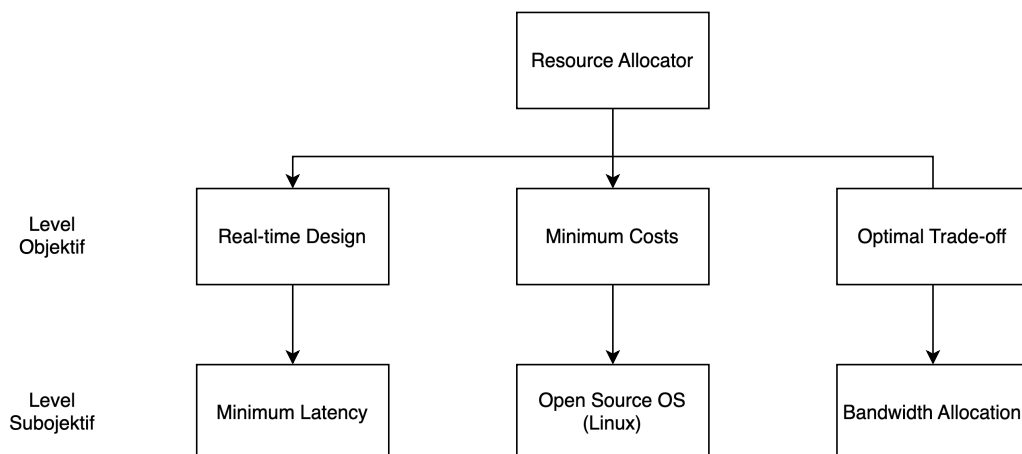 Resource Allocator
Level
Objektif
Real-time Design
Minimum Costs
Optimal Trade-off
Level
Subojektif
Minimum Latency
Open Source OS
(Linux)
Bandwidth Allocation